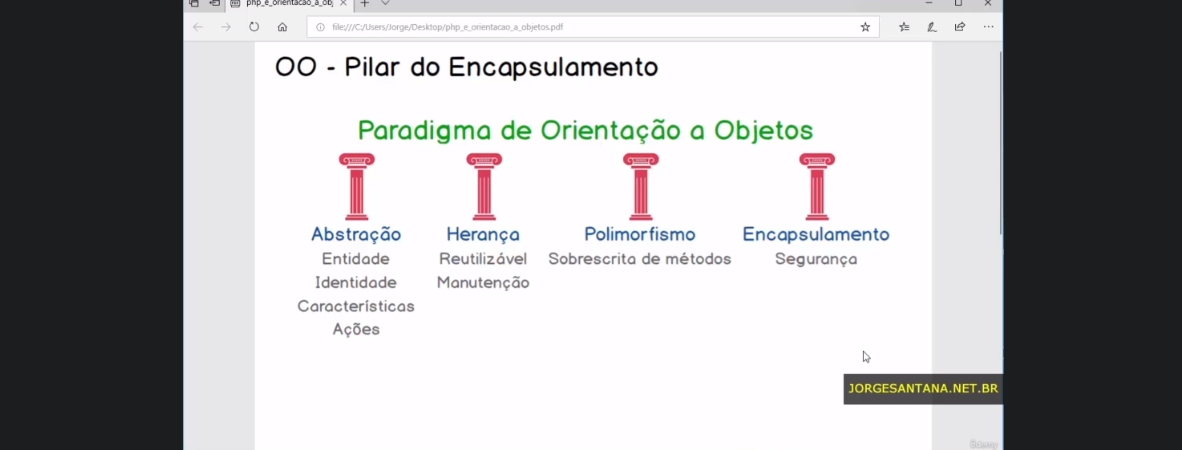 php_e_orientacao_a_obj
file:///C:/Users/Jorge/Desktop/php_e_orientacao_a_objetos.pdf
OO - Pilar do Encapsulamento
Paradigma de Orientação a Objetos
Abstração Herança Polimorfismo Encapsulamento
Entidade Reutilizável Sobrescrita de métodos Segurança
Identidade Manutenção
Características
Ações
JORGESANTANA.NET.BR
Udemy